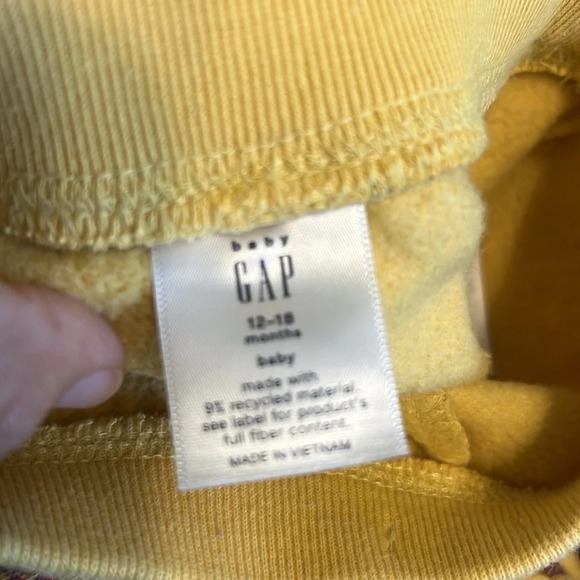 baby
GAP
12-18
months
baby
made with
9% recycled material.
see label for product's
full fiber content.
MADE IN VIETNAM